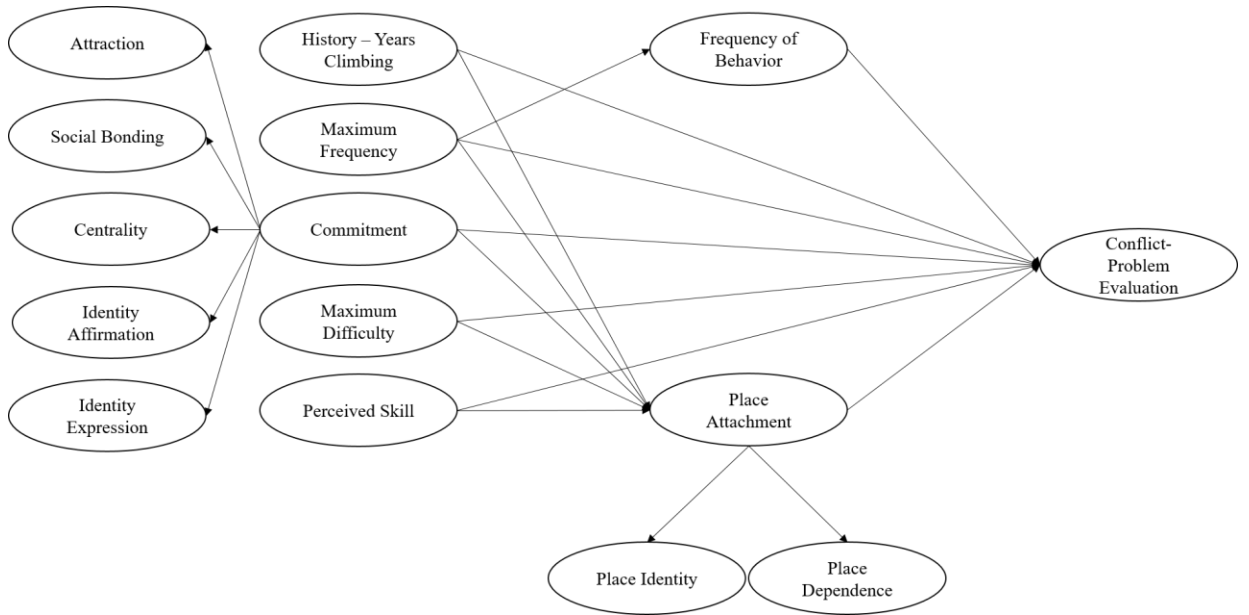 Attraction
Social Bonding
Centrality
Identity
Affirmation
Identity
Expression
History – Years
Climbing
Maximum
Frequency
Commitment
Maximum
Difficulty
Perceived Skill
Frequency of
Behavior
Place
Attachment
Place Identity
Place
Dependence
Conflict-
Problem
Evaluation